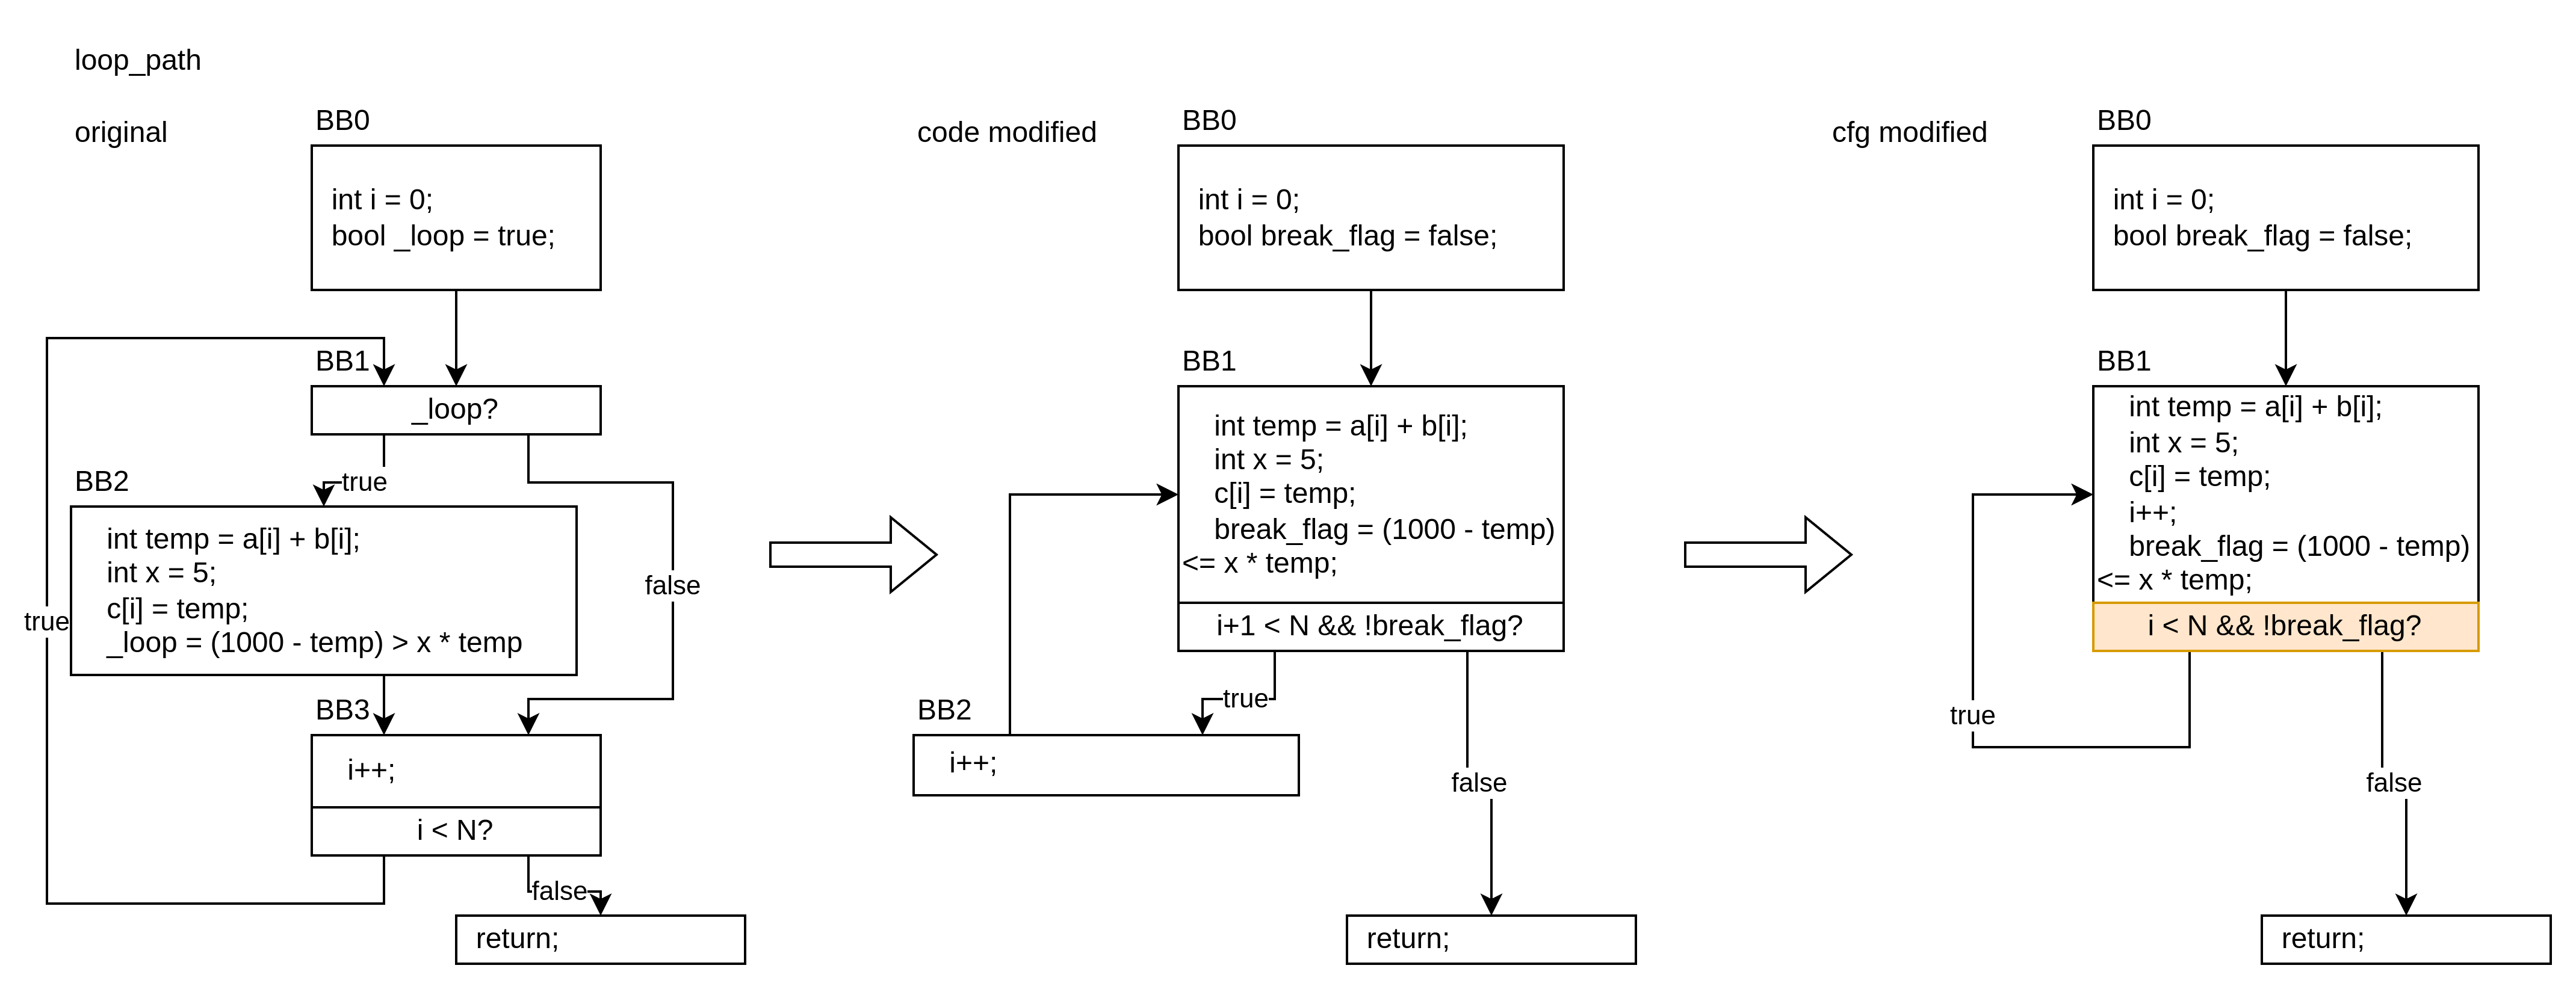 loop_path
original
BB0
int i = 0;
bool _loop = true;
BB1
_loop?
true
BB2
int temp = a[i] + b[i];
int x = 5;
c[i] = temp;
_loop = (1000 - temp) > x * temp
false
true
BB3
i++;
i < N?
false
return;
code modified
BB0
int i = 0;
bool break_flag = false;
BB1
int temp = a[i] + b[i];
int x = 5;
c[i] = temp;
break_flag = (1000 - temp)
<= x * temp;
i+1 < N && !break_flag?
true
BB2
i++;
false
return;
cfg modified
BB0
int i = 0;
bool break_flag = false;
BB1
int temp = a[i] + b[i];
int x = 5;
c[i] = temp;
i++;
break_flag = (1000 - temp)
<= x * temp;
i < N && !break_flag?
true
false
return;